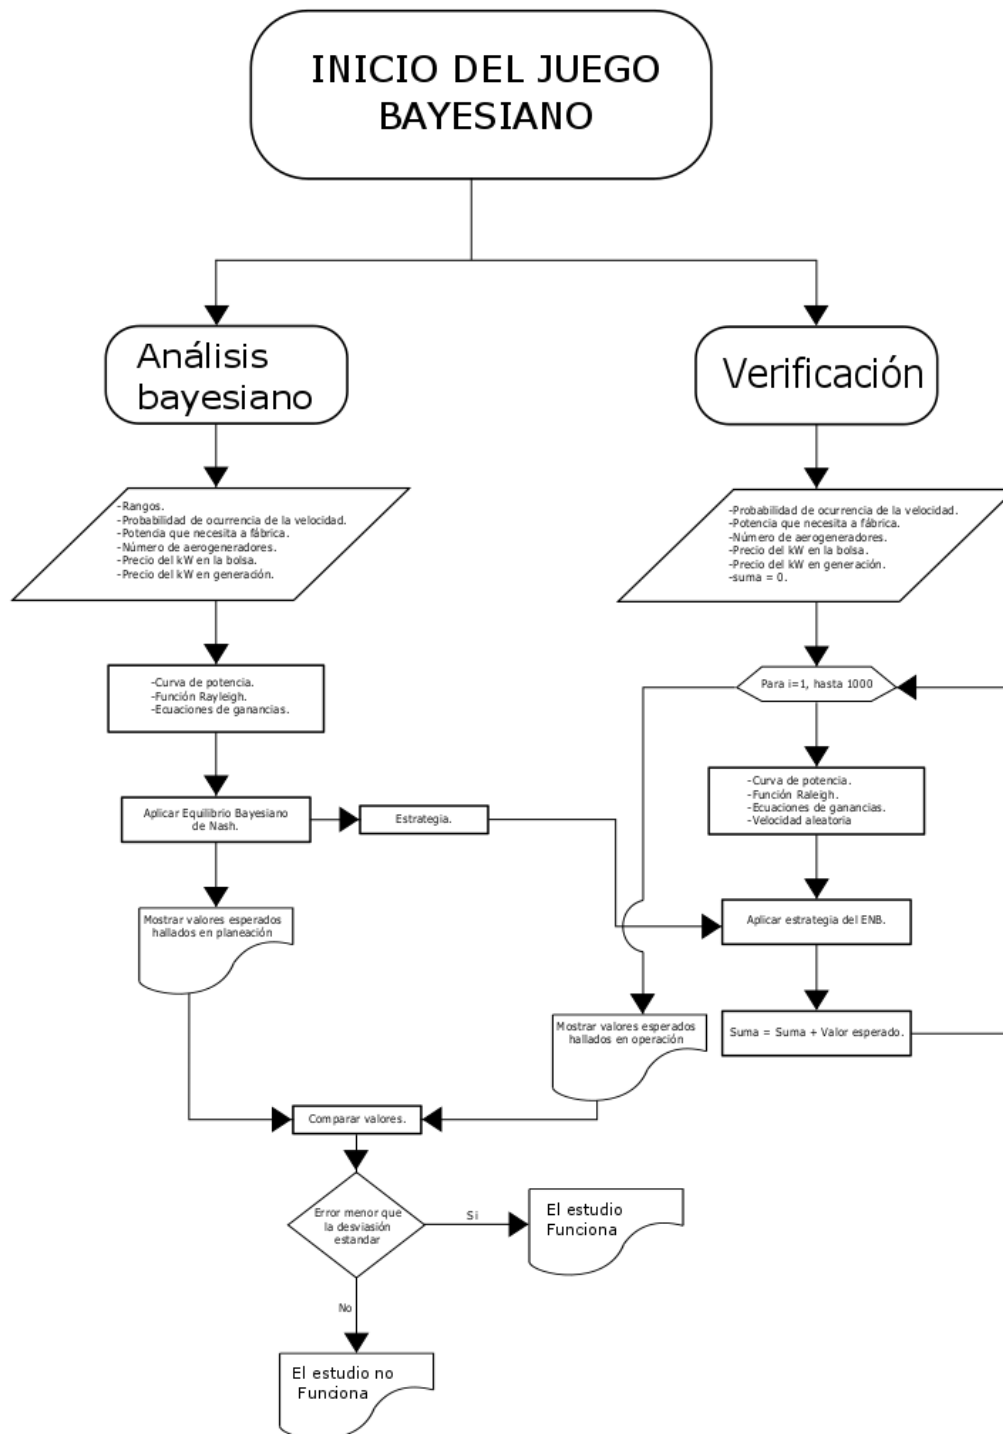 INICIO DEL JUEGO
BAYESIANO
Análisis
bayesiano
Verificación
-Rangos.
-Probabilidad de ocurrencia de la velocidad.
-Potencia que necesita a fábrica.
-Número de aerogeneradores.
-Precio del kW en la bolsa.
-Precio del kW en generación.
-Probabilidad de ocurrencia de la velocidad.
-Potencia que necesita a fábrica.
-Número de aerogeneradores.
-Precio del kW en la bolsa.
-Precio del kW en generación.
-suma = 0.
-Curva de potencia.
-Función Rayleigh.
-Ecuaciones de ganancias.
Para i=1, hasta 1000
-Curva de potencia.
-Función Raleigh.
-Ecuaciones de ganancias.
-Velocidad aleatoria
Aplicar Equilibrio Bayesiano
de Nash.
Estrategia.
Mostrar valores esperados
hallados en planeación
Aplicar estrategia del ENB.
Mostrar valores esperados
hallados en operación
Suma = Suma + Valor esperado.
Comparar valores.
Error menor que
la desviasión
estandar
Si
El estudio
Funciona
No
El estudio no
Funciona